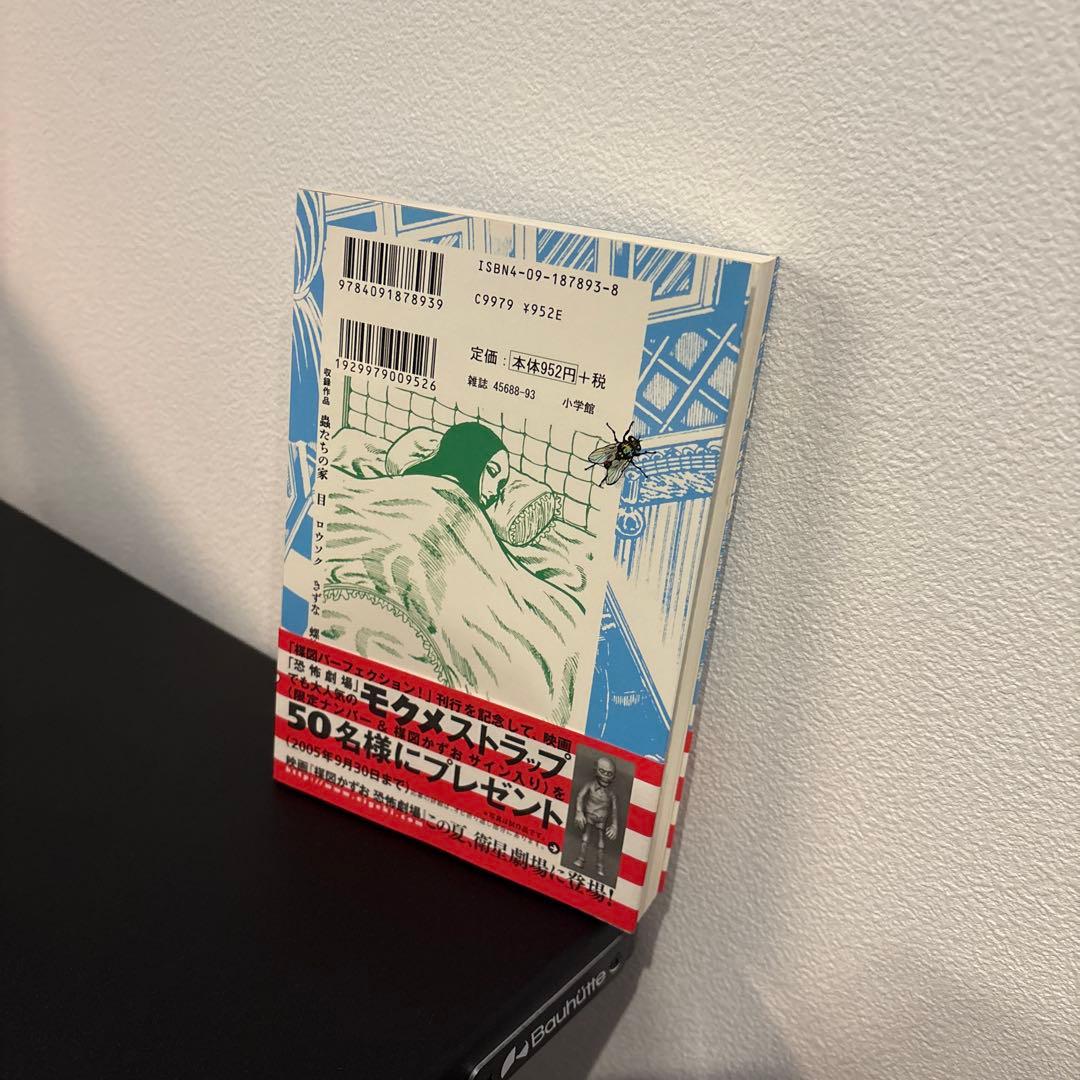 ISBN4-09-187893-8
9784091878939
C9979 ¥952E
1929979009526
定価：本体952円+税
雑誌 45688-93 小学館
収録作品 蟲たちの家 目 ロウソク きずな 蝶
「楳図パーフェクション！」刊行を記念して、映画
「恐怖劇場」でも大人気のモクメストラップ
（限定ナンバー＆楳図かずお サイン入り）を
50名様にプレゼント
（2005年9月30日まで）
映画「楳図かずお 恐怖劇場」この夏、衛星劇場に登場！
Bauhütte